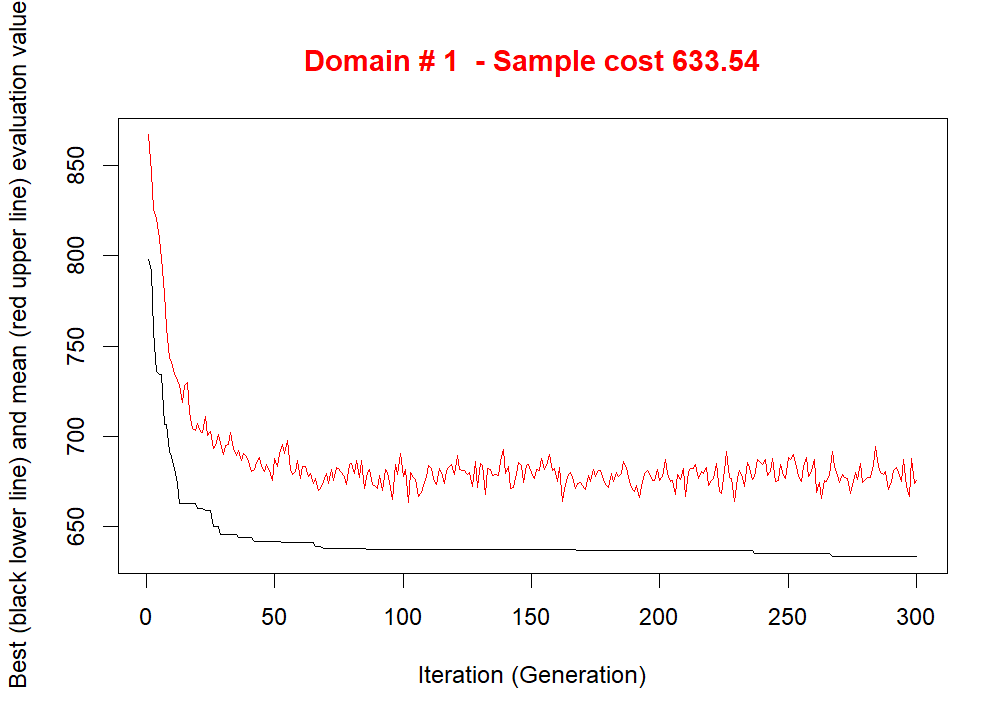 Domain # 1  - Sample cost 633.54
Best (black lower line) and mean (red upper line) evaluation value
850
800
750
700
650
0 50 100 150 200 250 300
Iteration (Generation)